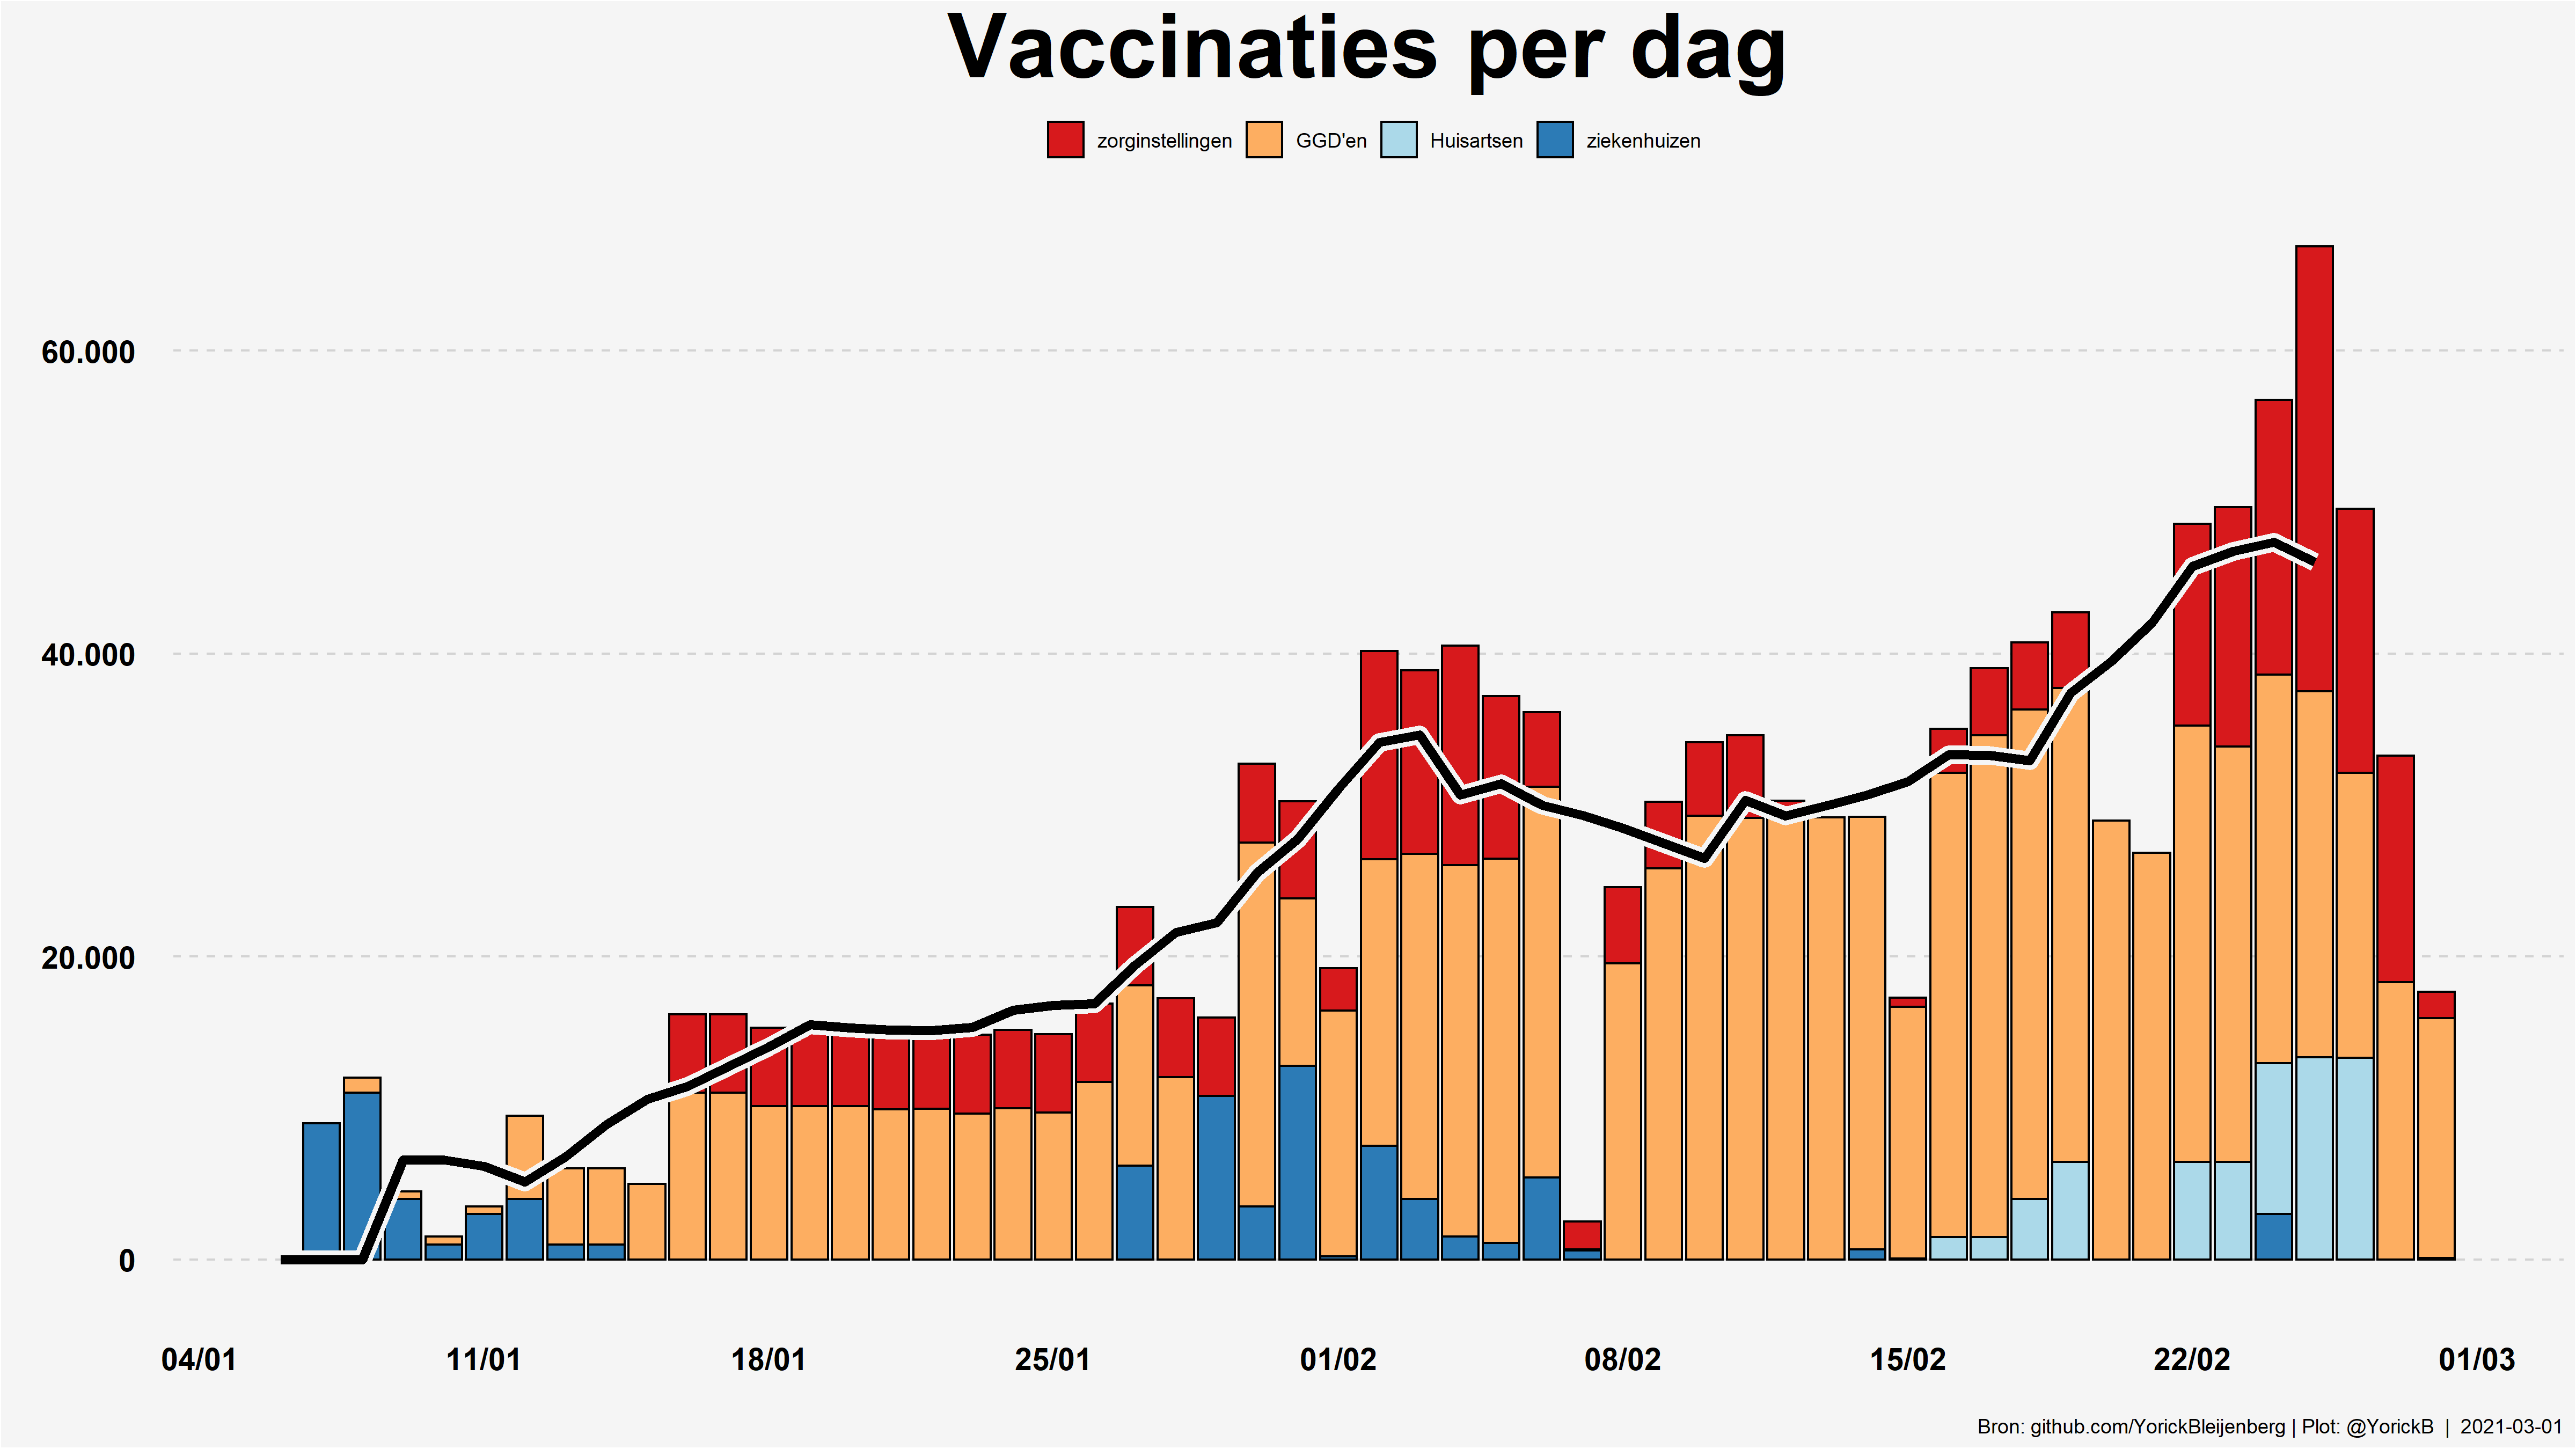 Vaccinaties per dag
zorginstellingen GGD'en Huisartsen ziekenhuizen
60.000
40.000
20.000
0
04/01 11/01 18/01 25/01 01/02 08/02 15/02 22/02 01/03
Bron: github.com/YorickBleijenberg | Plot: @YorickB | 2021-03-01